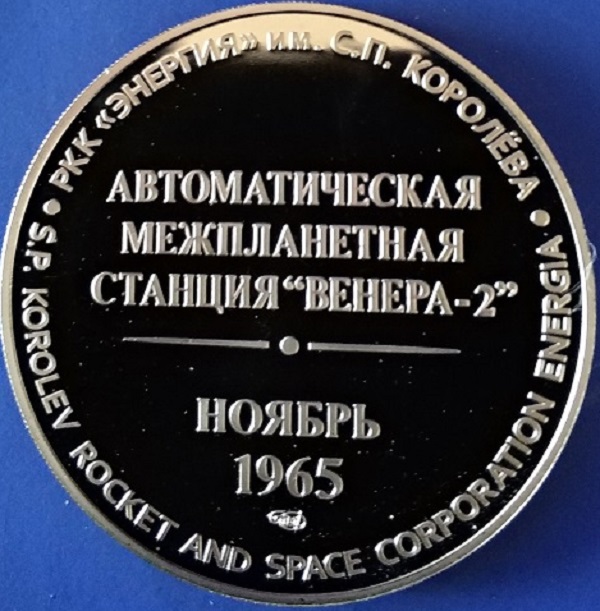 РКК «ЭНЕРГИЯ» им. С.П. КОРОЛЁВА
АВТОМАТИЧЕСКАЯ
МЕЖПЛАНЕТНАЯ
СТАНЦИЯ “ВЕНЕРА-2”
НОЯБРЬ
1965
S.P. KOROLEV ROCKET AND SPACE CORPORATION ENERGIA